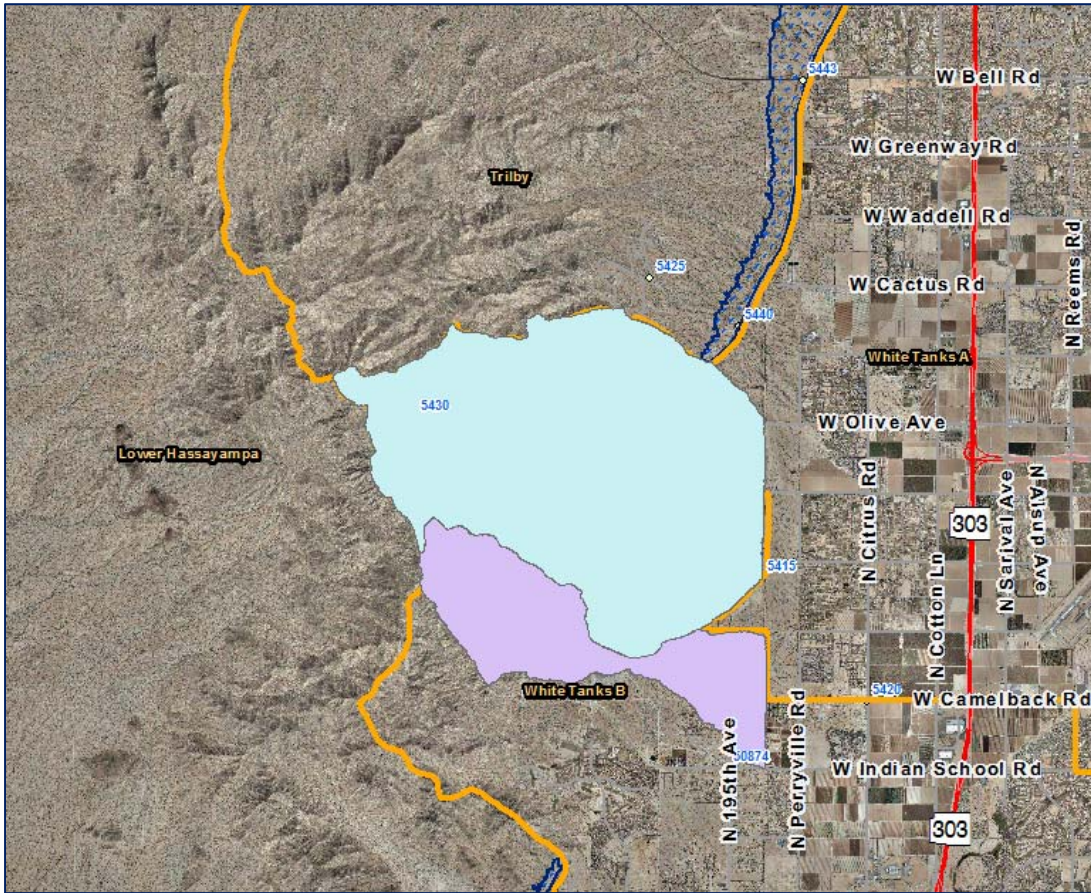 5443
W Bell Rd
W Greenway Rd
Trilby
W Waddell Rd
5425
W Cactus Rd
5440
N Reems Rd
White Tanks A
5430
W Olive Ave
Lower Hassayampa
N Citrus Rd
303
N Sarival Ave
N Alsup Ave
5415
N Cotton Ln
White Tanks B
5420
W Camelback Rd
N 195th Ave
N Perryville Rd
50874
W Indian School Rd
303